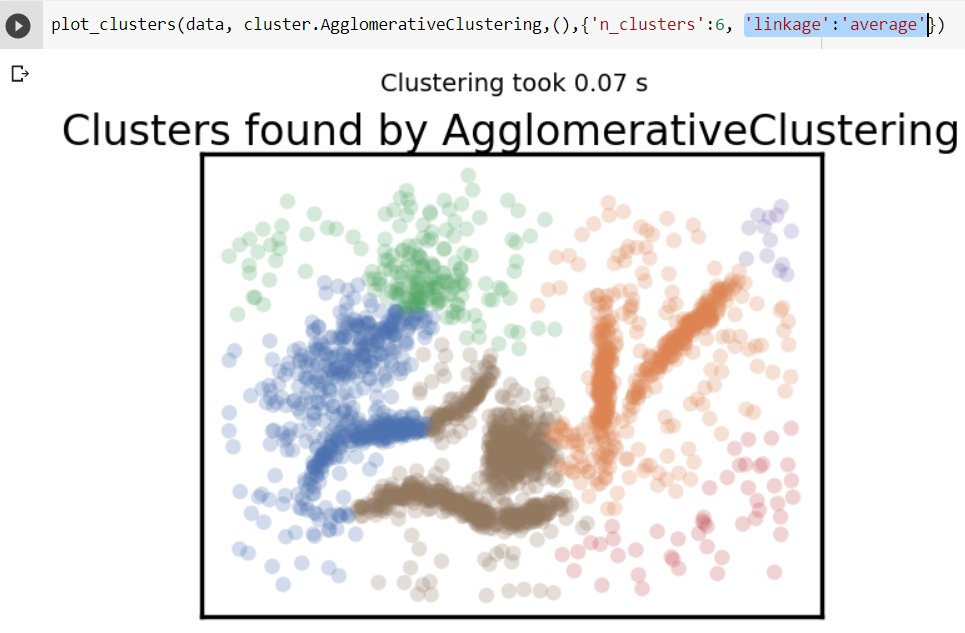 plot_clusters(data, cluster.AgglomerativeClustering,(),{'n_clusters':6, 'linkage':'average'})
Clustering took 0.07 s
Clusters found by AgglomerativeClustering